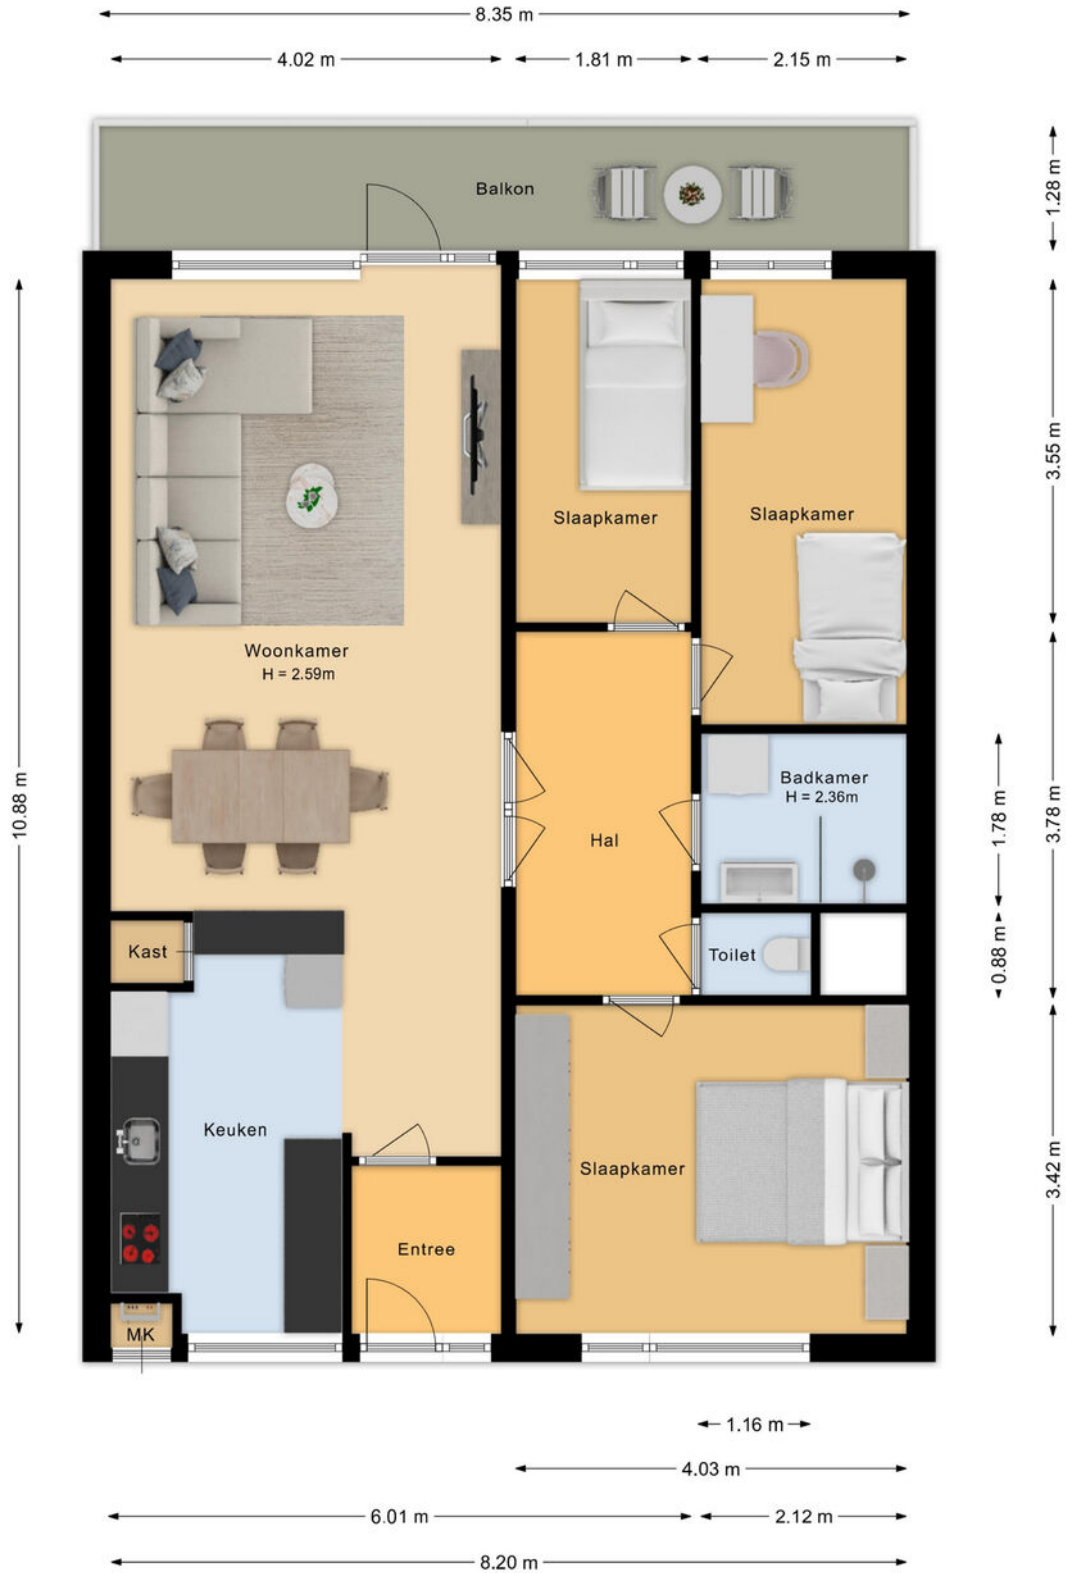 8.35 m
4.02 m
1.81 m
2.15 m
Balkon
1.28 m
3.55 m
Slaapkamer
Slaapkamer
Woonkamer
H = 2.59m
10.88 m
Badkamer
H = 2.36m
1.78 m
3.78 m
Hal
Kast
Toilet
0.88 m
Keuken
Slaapkamer
3.42 m
Entree
MK
1.16 m
4.03 m
6.01 m
2.12 m
8.20 m